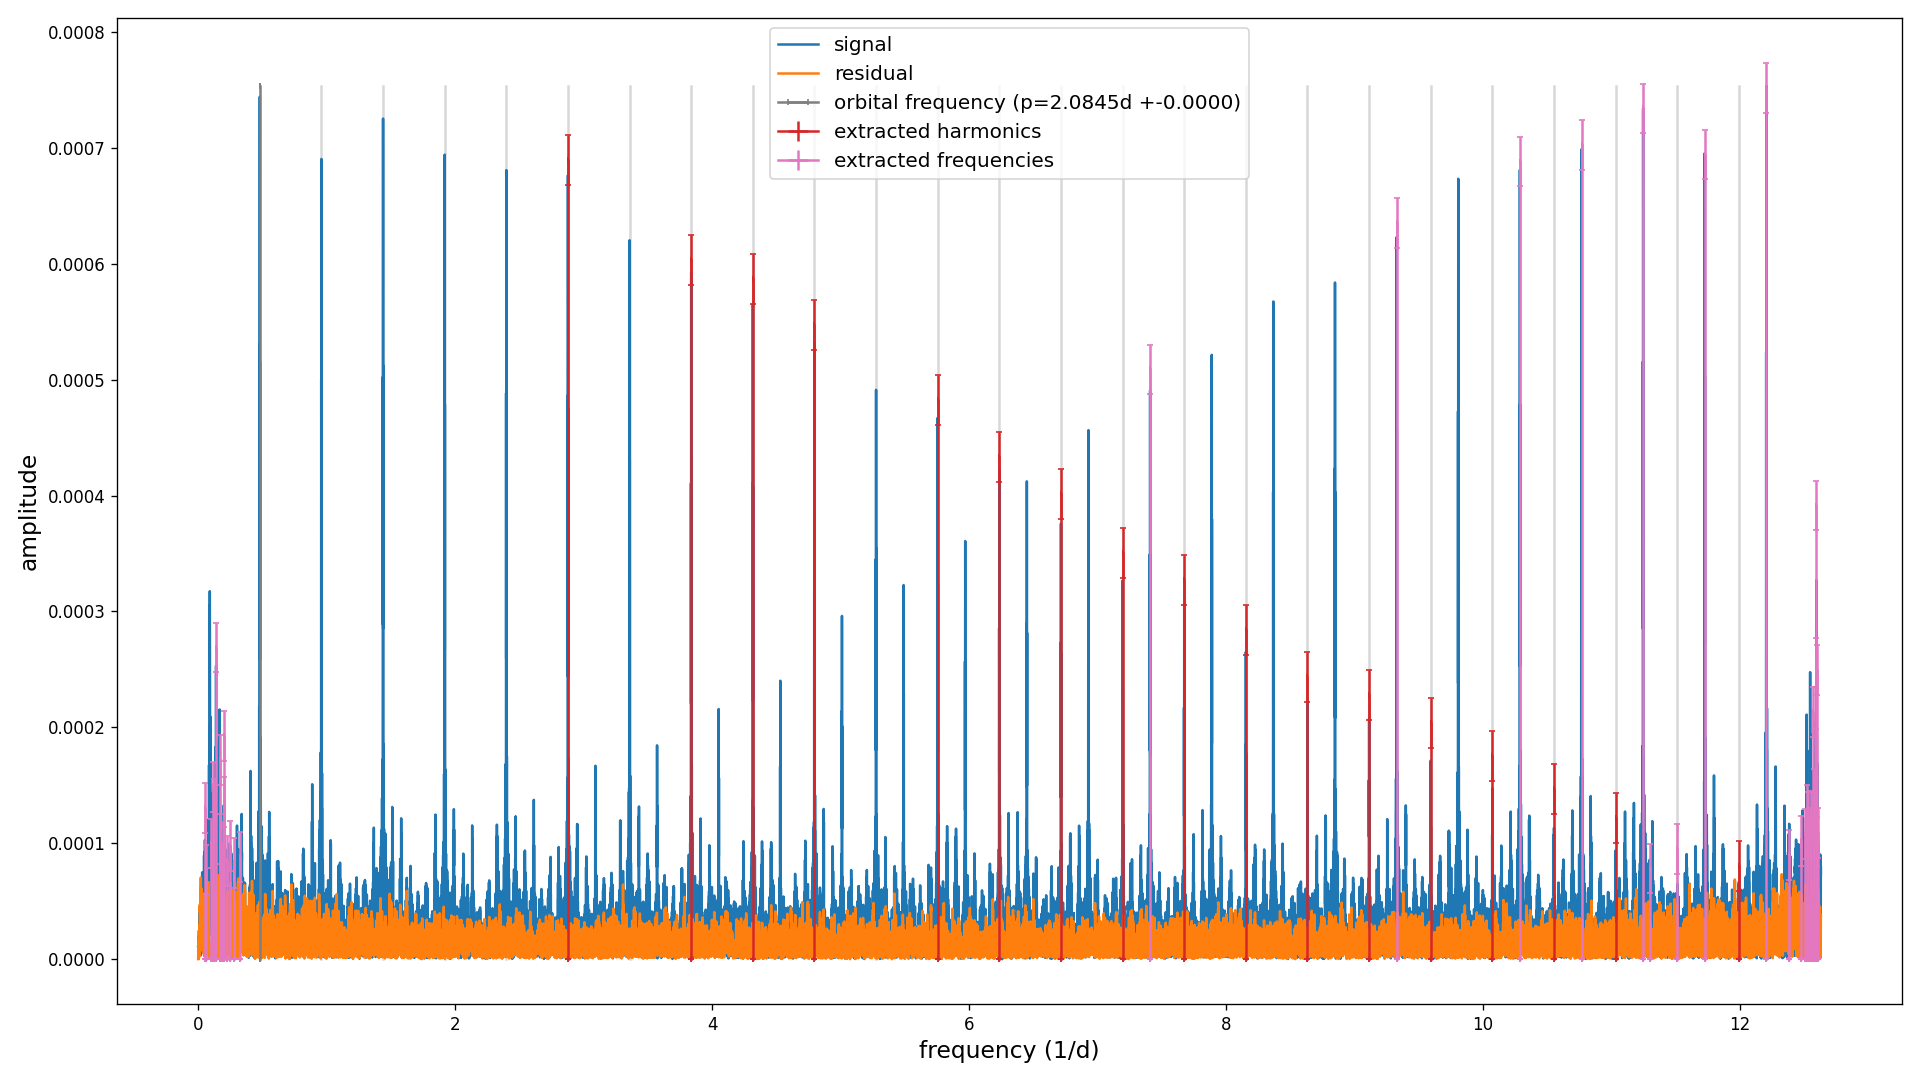 0.0008
0.0007
0.0006
0.0005
0.0004
0.0003
0.0002
0.0001
0.0000
amplitude
signal
residual
orbital frequency (p=2.0845d +-0.0000)
extracted harmonics
extracted frequencies
0 2 4 6 8 10 12
frequency (1/d)